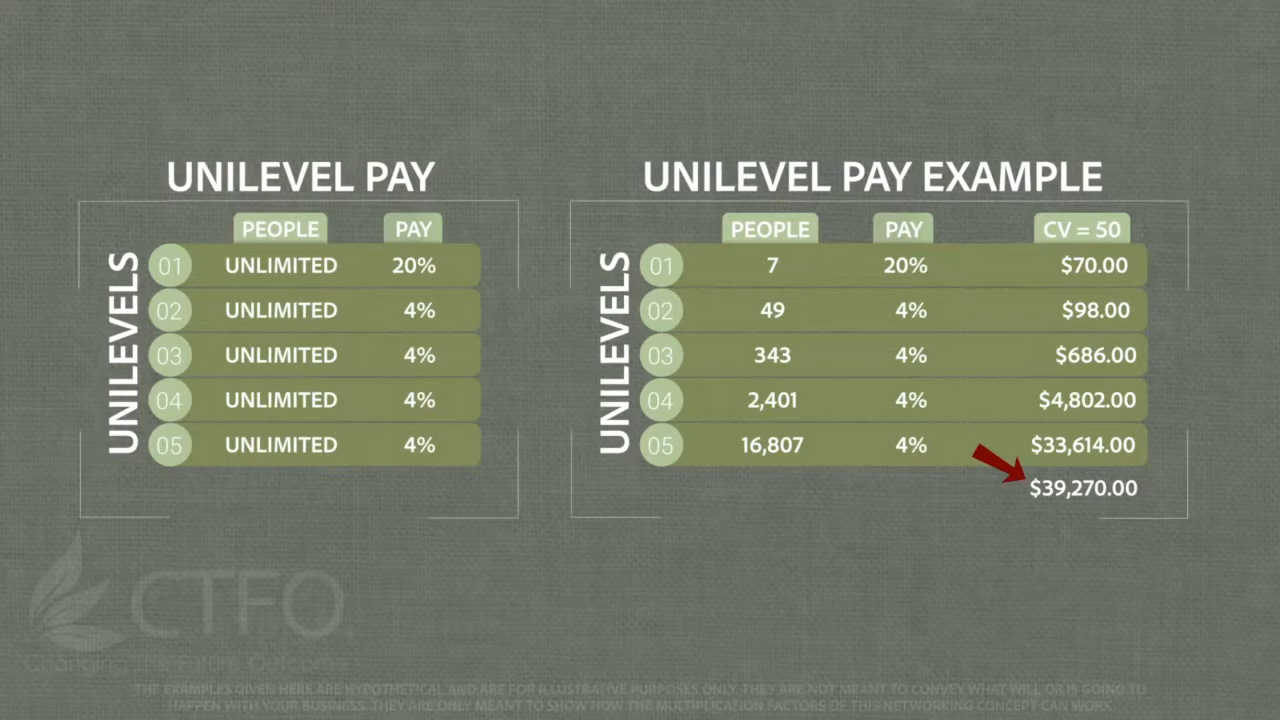 UNILEVEL PAY
PEOPLE PAY
UNILEVELS
01 UNLIMITED 20%
02 UNLIMITED 4%
03 UNLIMITED 4%
04 UNLIMITED 4%
05 UNLIMITED 4%
UNILEVEL PAY EXAMPLE
PEOPLE PAY CV = 50
UNILEVELS
01 7 20% $70.00
02 49 4% $98.00
03 343 4% $686.00
04 2,401 4% $4,802.00
05 16,807 4% $33,614.00
$39,270.00
CTFO
Changing The Future Outcome
THE EXAMPLES GIVEN HERE ARE HYPOTHETICAL AND ARE FOR ILLUSTRATIVE PURPOSES ONLY. THEY ARE NOT MEANT TO CONVEY WHAT WILL OR IS GOING TO
HAPPEN WITH YOUR BUSINESS. THEY ARE ONLY MEANT TO SHOW HOW THE MULTIPLICATION FACTORS OF THIS NETWORKING CONCEPT CAN WORK.